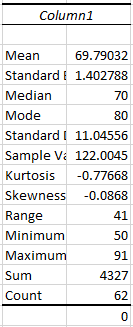 Column1
Mean 69.79032
Standard E 1.402788
Median 70
Mode 80
Standard D 11.04556
Sample Va 122.0045
Kurtosis -0.77668
Skewness -0.0868
Range 41
Minimum 50
Maximum 91
Sum 4327
Count 62
0